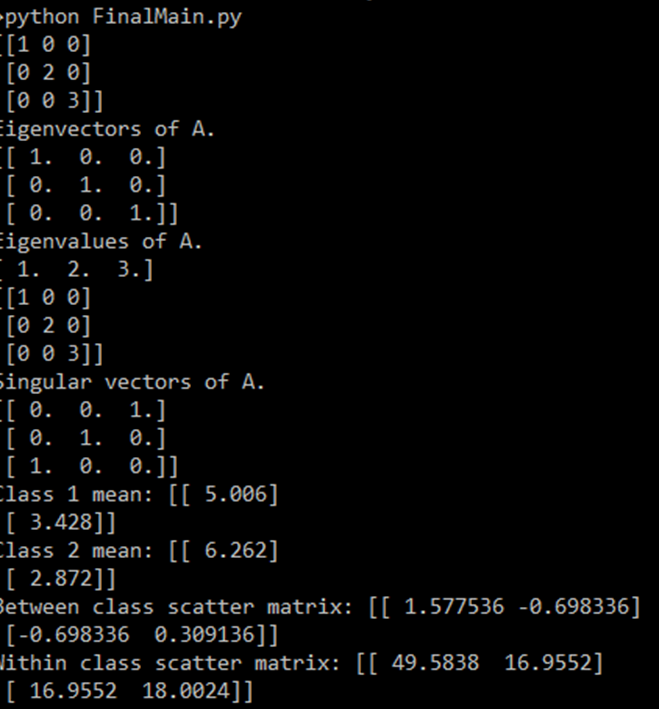 >python FinalMain.py
[[1 0 0]
[0 2 0]
[0 0 3]]
Eigenvectors of A.
[[ 1. 0. 0.]
[ 0. 1. 0.]
[ 0. 0. 1.]]
Eigenvalues of A.
[ 1. 2. 3.]
[[1 0 0]
[0 2 0]
[0 0 3]]
Singular vectors of A.
[[ 0. 0. 1.]
[ 0. 1. 0.]
[ 1. 0. 0.]]
Class 1 mean: [[ 5.006]
[ 3.428]]
Class 2 mean: [[ 6.262]
[ 2.872]]
Between class scatter matrix: [[ 1.577536 -0.698336]
[-0.698336 0.309136]]
Within class scatter matrix: [[ 49.5838 16.9552]
[ 16.9552 18.0024]]